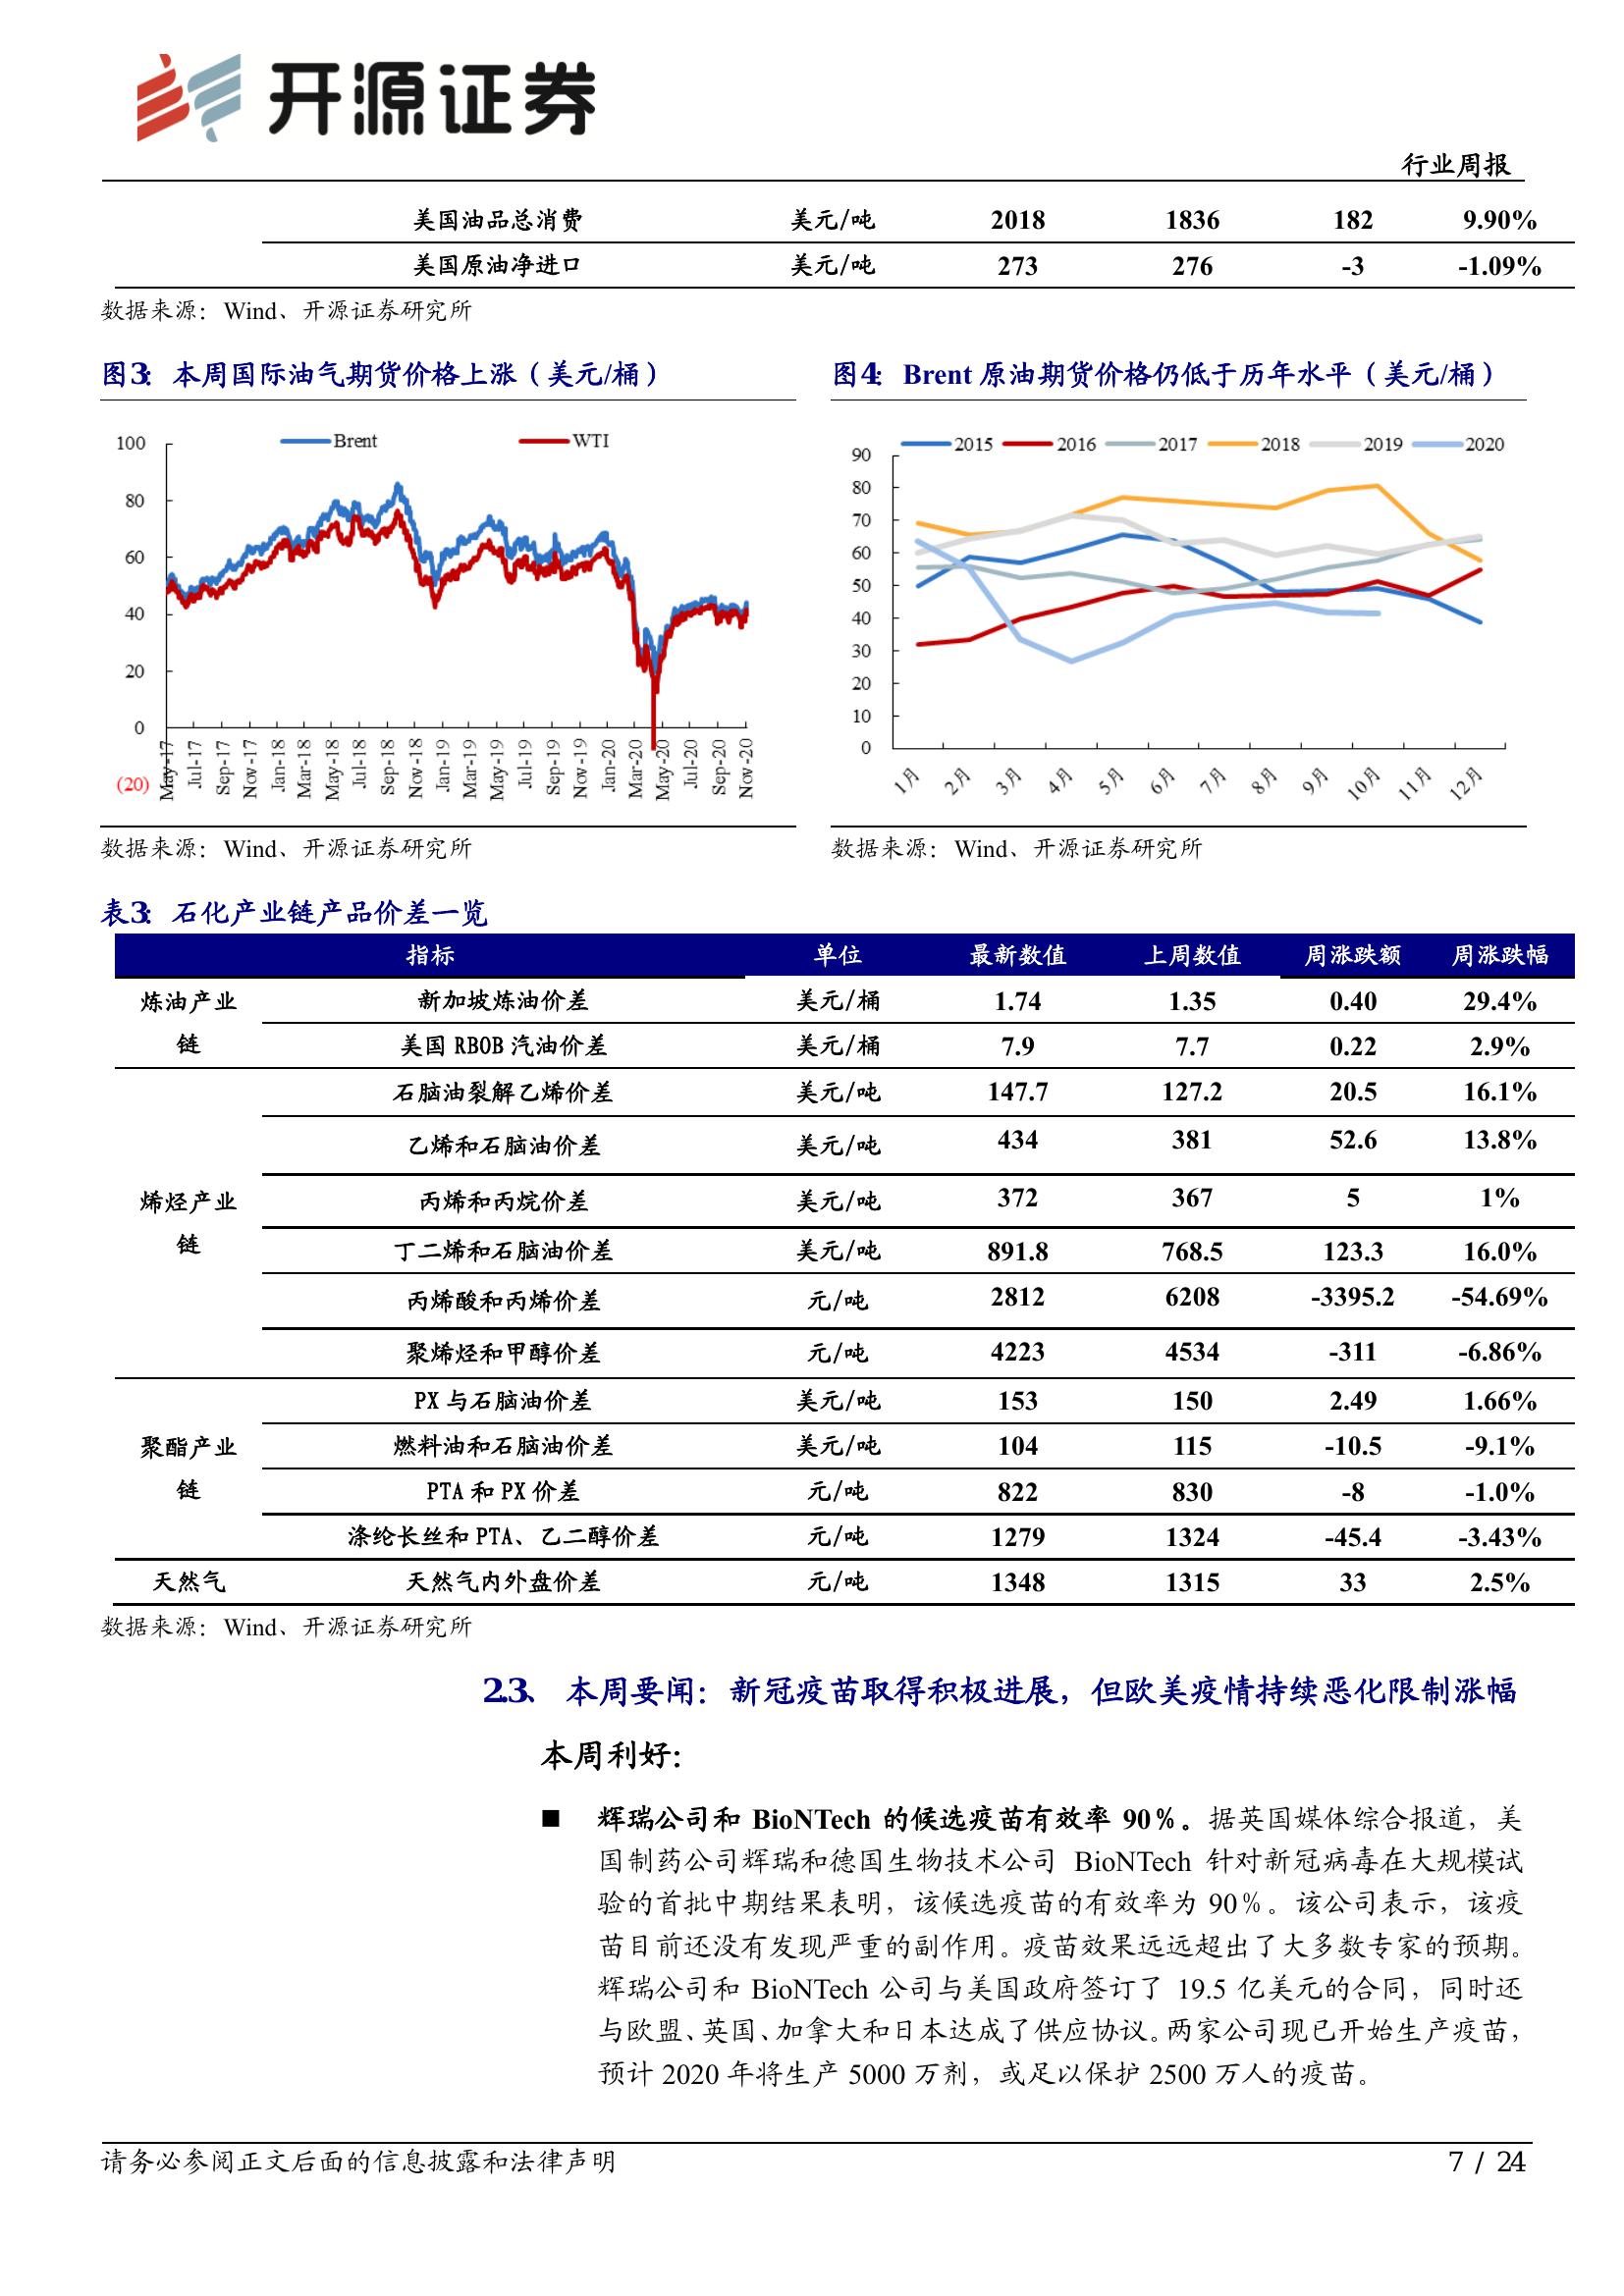 开源证券
行业周报
美国油品总消费 美元/吨 2018 1836 182 9.90%
美国原油净进口 美元/吨 273 276 -3 -1.09%
数据来源：Wind、开源证券研究所
图3：本周国际油气期货价格上涨（美元/桶）
Brent WTI
100
80
60
40
20
0
(20)
May-17 Jul-17 Sep-17 Nov-17 Jan-18 Mar-18 May-18 Jul-18 Sep-18 Nov-18 Jan-19 Mar-19 May-19 Jul-19 Sep-19 Nov-19 Jan-20 Mar-20 May-20 Jul-20 Sep-20 Nov-20
数据来源：Wind、开源证券研究所
图4：Brent 原油期货价格仍低于历年水平（美元/桶）
2015 2016 2017 2018 2019 2020
90
80
70
60
50
40
30
20
10
0
1月 2月 3月 4月 5月 6月 7月 8月 9月 10月 11月 12月
数据来源：Wind、开源证券研究所
表3：石化产业链产品价差一览
指标 单位 最新数值 上周数值 周涨跌额 周涨跌幅
炼油产业链
新加坡炼油价差 美元/桶 1.74 1.35 0.40 29.4%
美国 RBOB 汽油价差 美元/桶 7.9 7.7 0.22 2.9%
烯烃产业链
石脑油裂解乙烯价差 美元/吨 147.7 127.2 20.5 16.1%
乙烯和石脑油价差 美元/吨 434 381 52.6 13.8%
丙烯和丙烷价差 美元/吨 372 367 5 1%
丁二烯和石脑油价差 美元/吨 891.8 768.5 123.3 16.0%
丙烯酸和丙烯价差 元/吨 2812 6208 -3395.2 -54.69%
聚烯烃和甲醇价差 元/吨 4223 4534 -311 -6.86%
聚酯产业链
PX 与石脑油价差 美元/吨 153 150 2.49 1.66%
燃料油和石脑油价差 美元/吨 104 115 -10.5 -9.1%
PTA 和 PX 价差 元/吨 822 830 -8 -1.0%
涤纶长丝和 PTA、乙二醇价差 元/吨 1279 1324 -45.4 -3.43%
天然气 天然气内外盘价差 元/吨 1348 1315 33 2.5%
数据来源：Wind、开源证券研究所
2.3、 本周要闻：新冠疫苗取得积极进展，但欧美疫情持续恶化限制涨幅
本周利好：
■ 辉瑞公司和 BioNTech 的候选疫苗有效率 90％。据英国媒体综合报道，美
国制药公司辉瑞和德国生物技术公司 BioNTech 针对新冠病毒在大规模试
验的首批中期结果表明，该候选疫苗的有效率为 90％。该公司表示，该疫
苗目前还没有发现严重的副作用。疫苗效果远远超出了大多数专家的预期。
辉瑞公司和 BioNTech 公司与美国政府签订了 19.5 亿美元的合同，同时还
与欧盟、英国、加拿大和日本达成了供应协议。两家公司现已开始生产疫苗，
预计 2020 年将生产 5000 万剂，或足以保护 2500 万人的疫苗。
请务必参阅正文后面的信息披露和法律声明
7 / 24